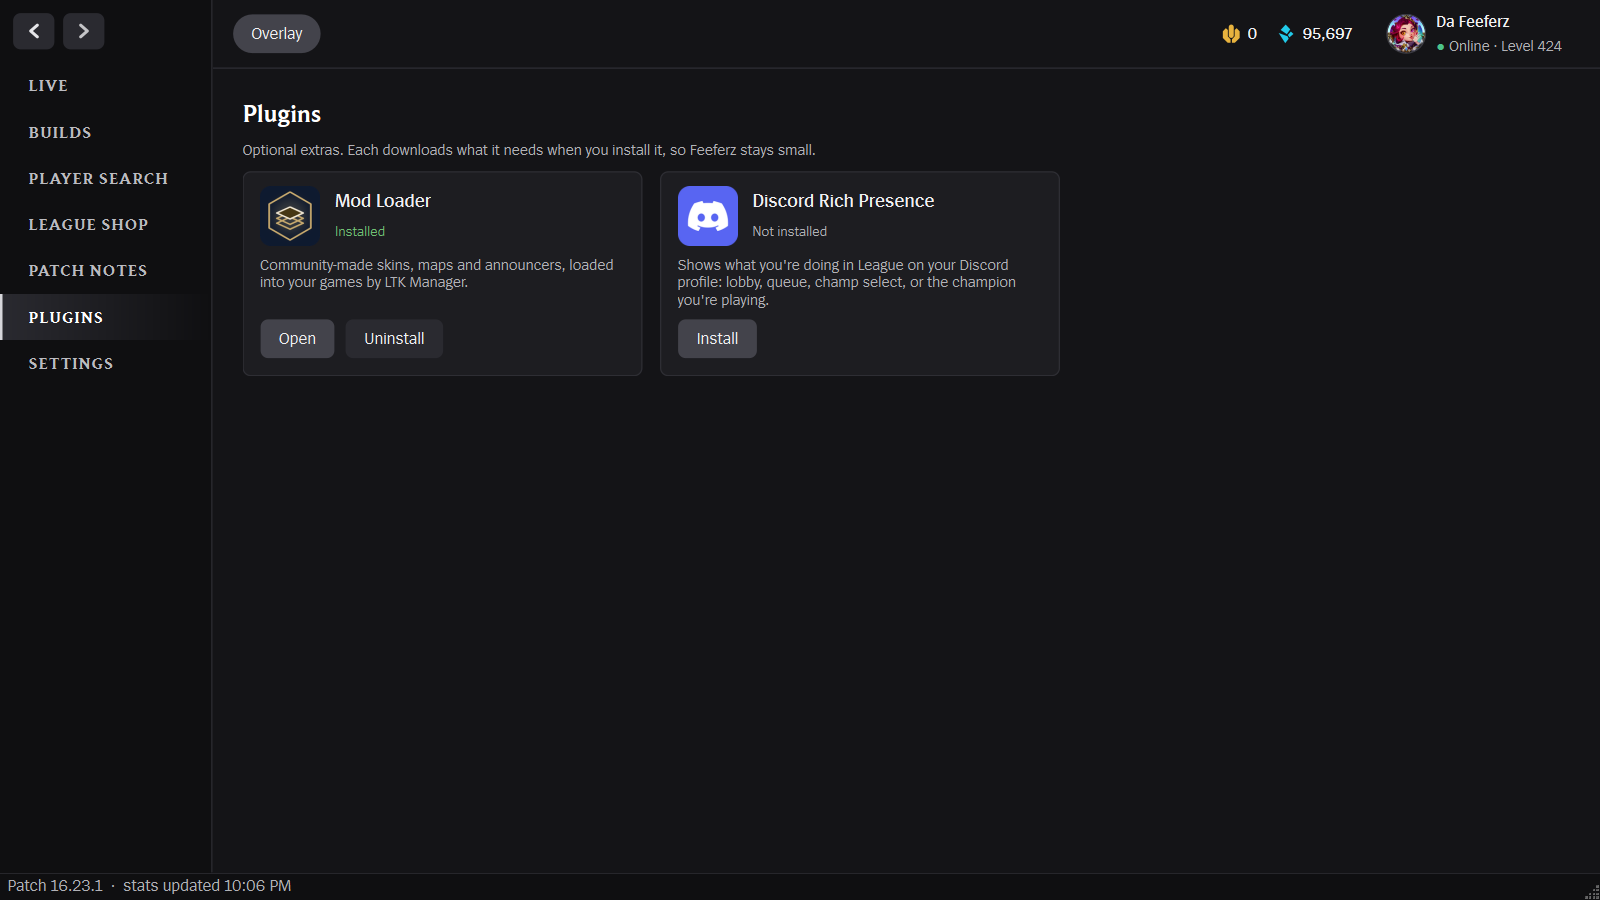 Overlay
0
95,697
Da Feeferz
Online · Level 424
LIVE
BUILDS
PLAYER SEARCH
LEAGUE SHOP
PATCH NOTES
PLUGINS
SETTINGS
Plugins
Optional extras. Each downloads what it needs when you install it, so Feeferz stays small.
Mod Loader
Installed
Community-made skins, maps and announcers, loaded
into your games by LTK Manager.
Open
Uninstall
Discord Rich Presence
Not installed
Shows what you're doing in League on your Discord
profile: lobby, queue, champ select, or the champion
you're playing.
Install
Patch 16.23.1 · stats updated 10:06 PM